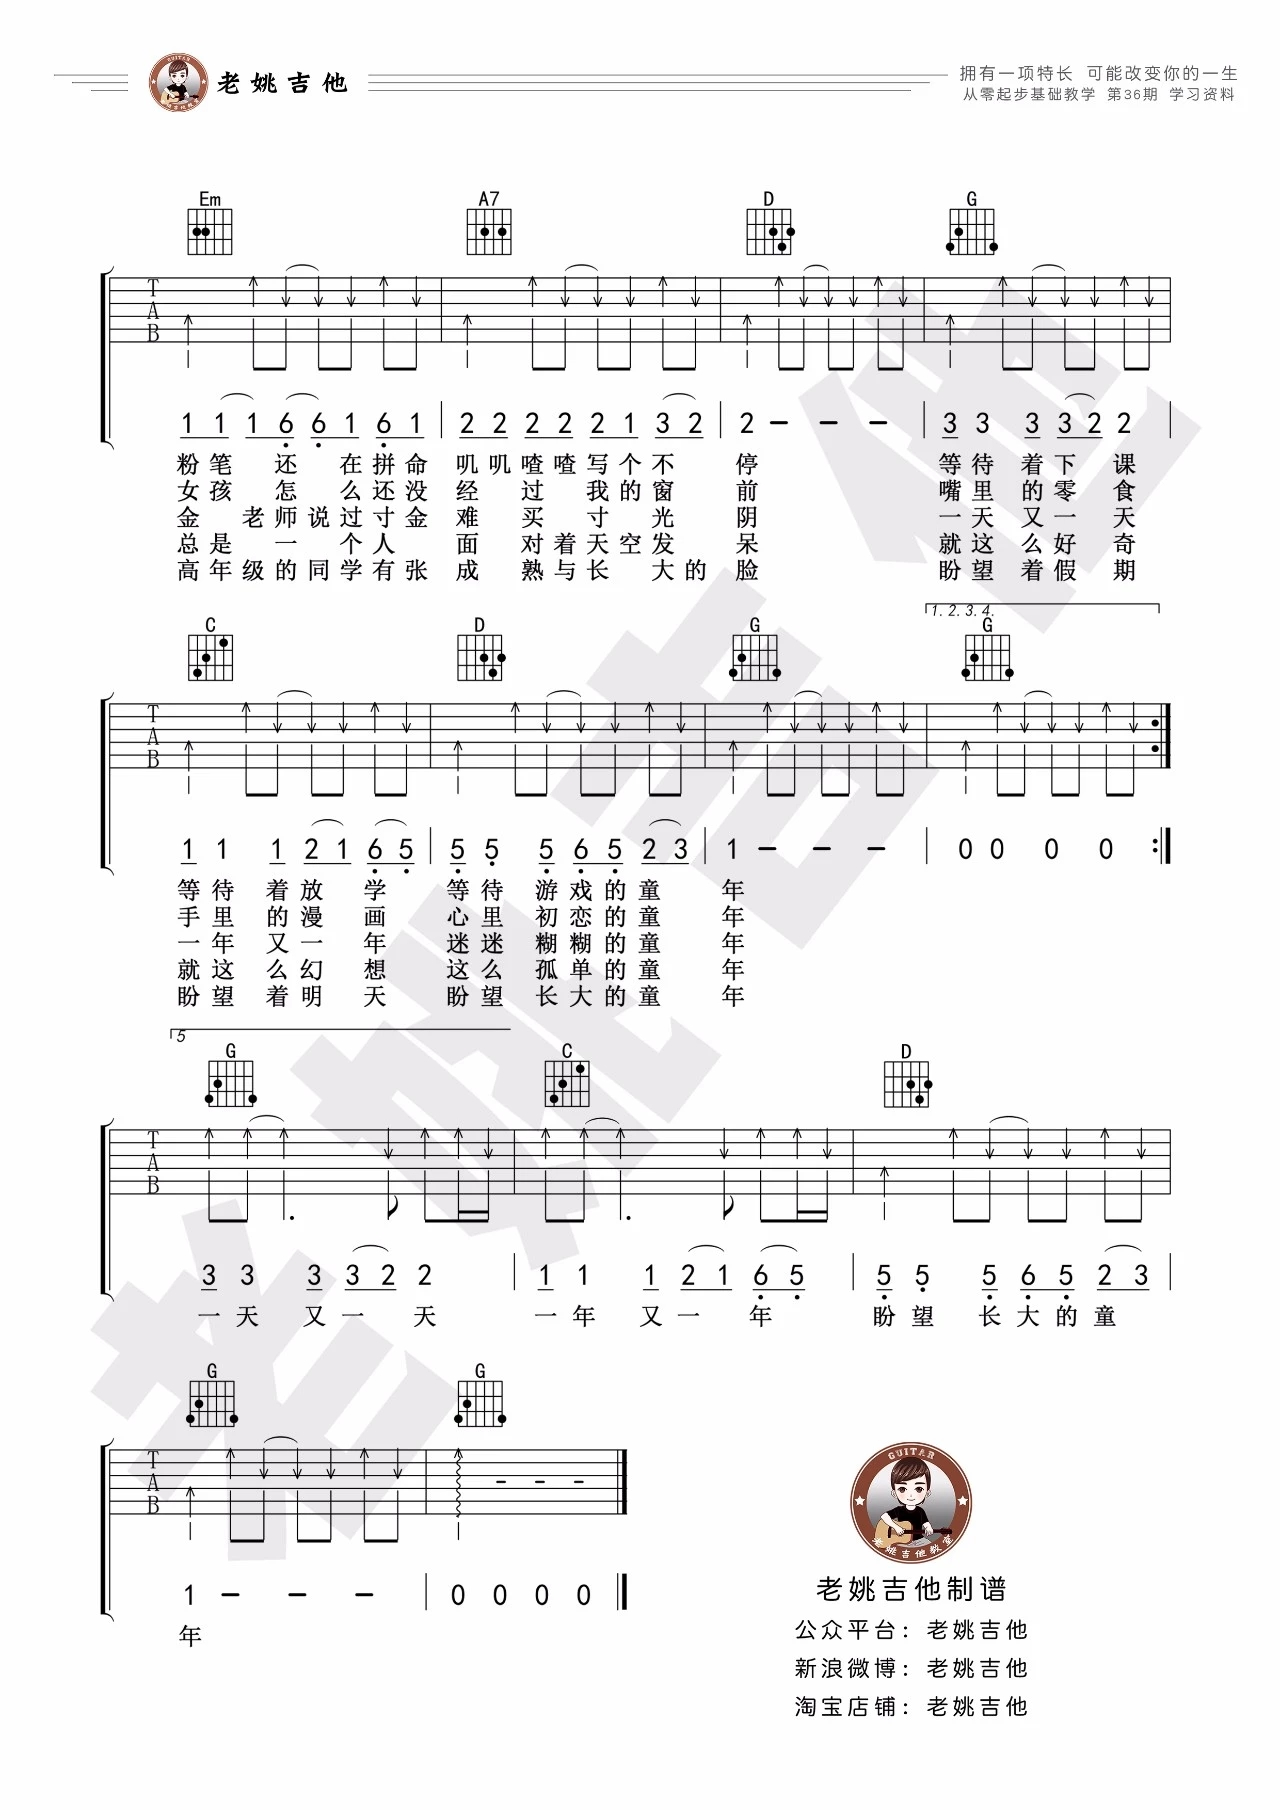 老姚吉他
拥有一项特长 可能改变你的一生
从零起步基础教学 第36期 学习资料
Em A7 D G
T
A
B
1 1 1 6 6 1 6 1 | 2 2 2 2 2 1 3 2 | 2 - - - | 3 3 3 3 2 2 |
粉笔 还 在拼命 叽叽喳喳写个不 停 等待 着下 课
女孩 怎 么还没 经 过 我的窗 前 嘴里 的零 食
金 老师说过寸金 难 买 寸 光 阴 一天 又一 天
总是 一 个人 面 对着天空发 呆 就这 么好 奇
高年级的同学有张 成 熟与长 大的 脸 盼望 着假 期
1.2.3.4.
C D G G
T
A
B
1 1 1 2 1 6 5 | 5 5 5 6 5 2 3 | 1 - - - | 0 0 0 0 :|
等待 着放 学 等待 游戏的童 年
手里 的漫 画 心里 初恋的童 年
一年 又一 年 迷迷 糊糊的童 年
就这 么幻 想 这么 孤单的童 年
盼望 着明 天 盼望 长大的童 年
5
G C D
T
A
B
3 3 3 3 2 2 | 1 1 1 2 1 6 5 | 5 5 5 6 5 2 3 |
一天 又一 天 一年 又一 年 盼望 长大的童
G G
T
A
B
1 - - - | 0 0 0 0
年
GUITAR
老姚吉他教室
老姚吉他制谱
公众平台：老姚吉他
新浪微博：老姚吉他
淘宝店铺：老姚吉他
老姚吉他